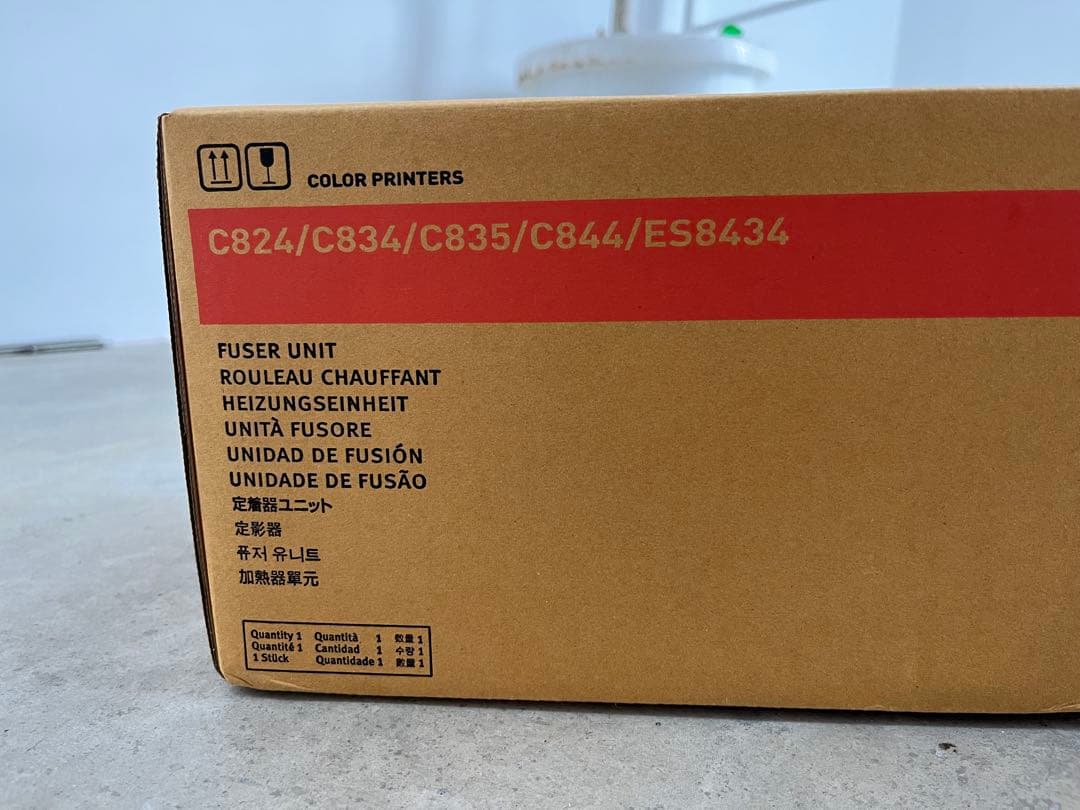 COLOR PRINTERS
C824/C834/C835/C844/ES8434
FUSER UNIT
ROULEAU CHAUFFANT
HEIZUNGSEINHEIT
UNITÀ FUSORE
UNIDAD DE FUSIÓN
UNIDADE DE FUSÃO
定着器ユニット
定影器
퓨저 유니트
加熱器單元
Quantity 1 Quantità 1 数量 1
Quantité 1 Cantidad 1 수량 1
1 Stück Quantidade 1 數量 1